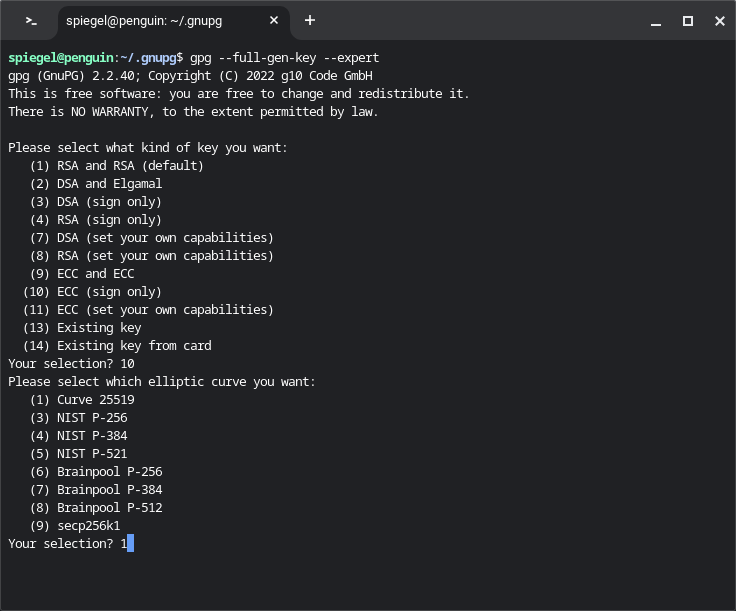 spiegel@penguin: ~/.gnupg
spiegel@penguin:~/.gnupg$ gpg --full-gen-key --expert
gpg (GnuPG) 2.2.40; Copyright (C) 2022 g10 Code GmbH
This is free software: you are free to change and redistribute it.
There is NO WARRANTY, to the extent permitted by law.

Please select what kind of key you want:
   (1) RSA and RSA (default)
   (2) DSA and Elgamal
   (3) DSA (sign only)
   (4) RSA (sign only)
   (7) DSA (set your own capabilities)
   (8) RSA (set your own capabilities)
   (9) ECC and ECC
  (10) ECC (sign only)
  (11) ECC (set your own capabilities)
  (13) Existing key
  (14) Existing key from card
Your selection? 10
Please select which elliptic curve you want:
   (1) Curve 25519
   (3) NIST P-256
   (4) NIST P-384
   (5) NIST P-521
   (6) Brainpool P-256
   (7) Brainpool P-384
   (8) Brainpool P-512
   (9) secp256k1
Your selection? 1